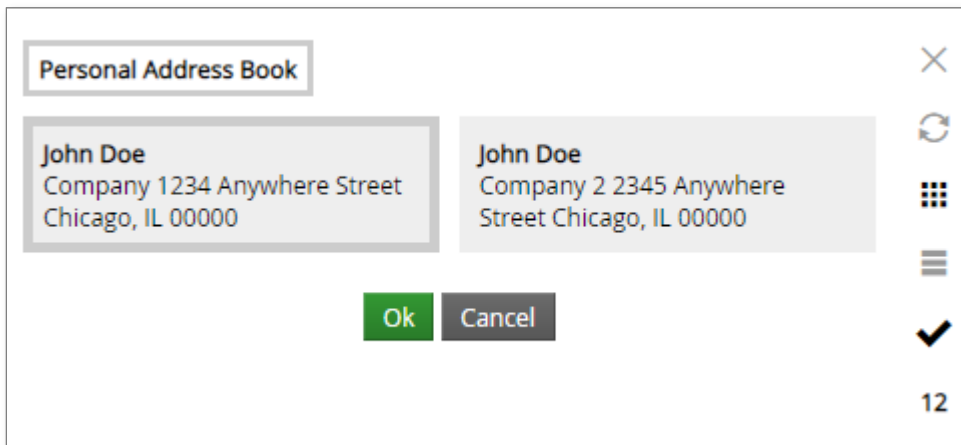 Personal Address Book
John Doe
Company 1234 Anywhere Street
Chicago, IL 00000
John Doe
Company 2 2345 Anywhere
Street Chicago, IL 00000
Ok
Cancel
12